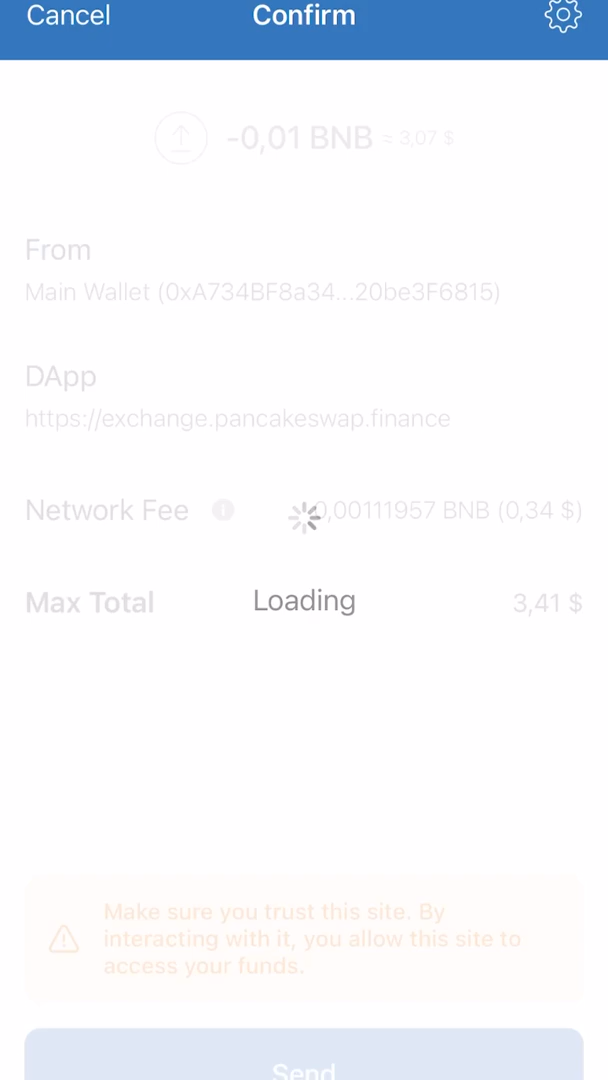 Cancel Confirm
-0,01 BNB ≈ 3,07 $
From
Main Wallet (0xA734BF8a34...20be3F6815)
DApp
https://exchange.pancakeswap.finance
Network Fee 0,00111957 BNB (0,34 $)
Max Total Loading 3,41 $
Make sure you trust this site. By
interacting with it, you allow this site to
access your funds.
Send